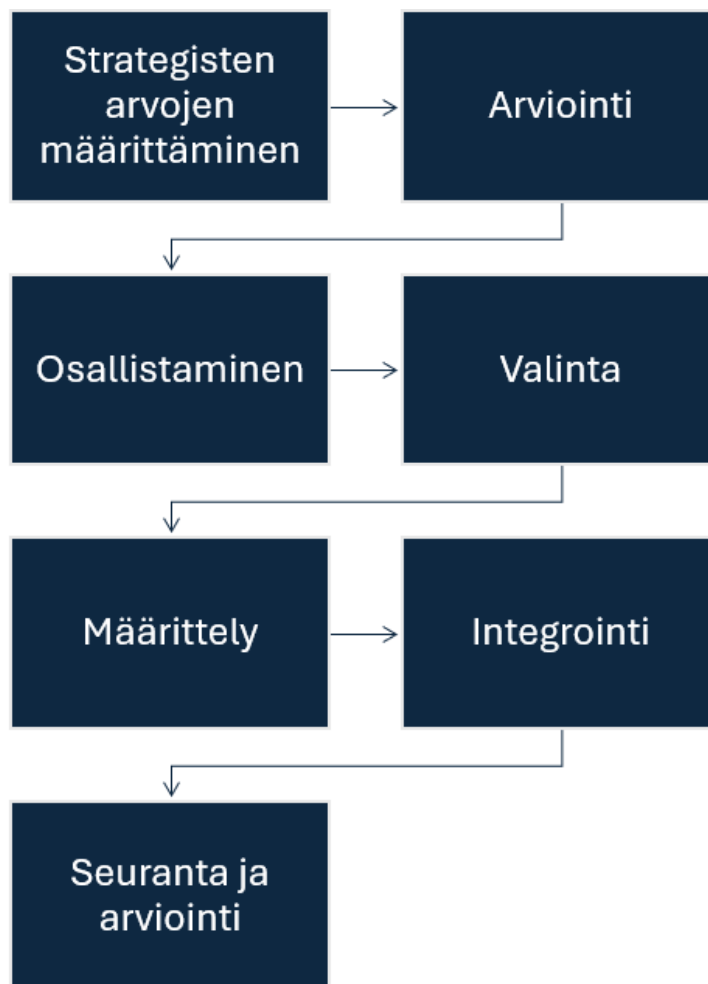 Strategisten
arvojen
määrittäminen
Arviointi
Osallistaminen
Valinta
Määrittely
Integrointi
Seuranta ja
arviointi